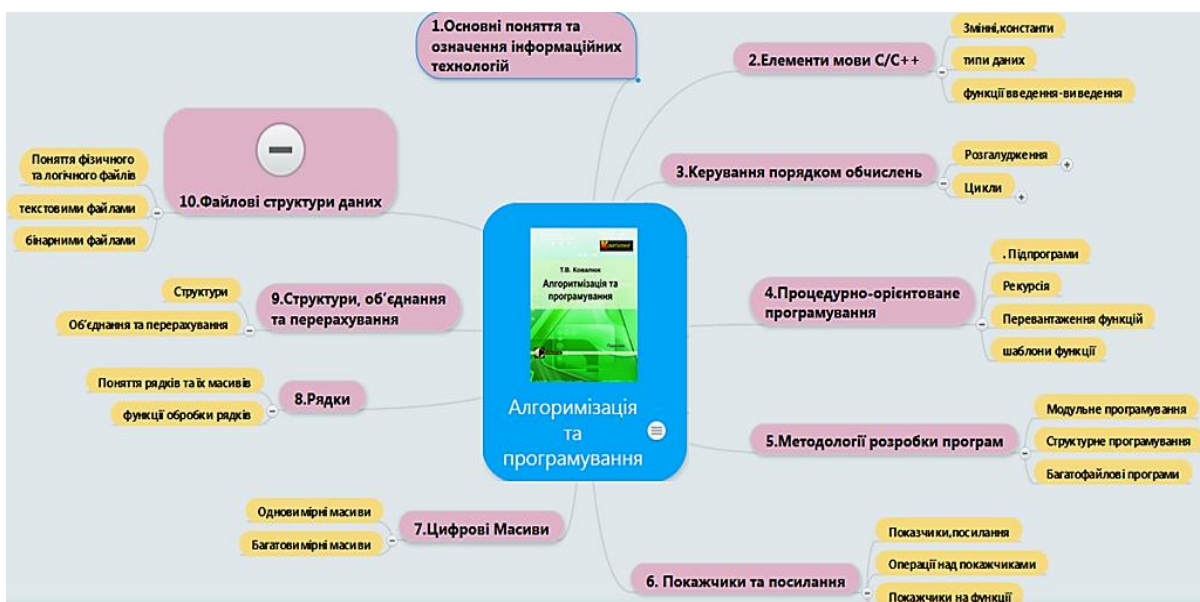 1.Основні поняття та
означення інформаційних
технологій
2.Елементи мови C/C++
Змінні,константи
типи даних
функції введення-виведення
3.Керування порядком обчислень
Розгалудження
Цикли
4.Процедурно-орієнтоване
програмування
. Підпрограми
Рекурсія
Перевантаження функцій
шаблони функції
5.Методології розробки програм
Модульне програмування
Структурне програмування
Багатофайлові програми
6. Покажчики та посилання
Показчики,посилання
Операції над покажчиками
Покажчики на функції
7.Цифрові Масиви
Одновимірні масиви
Багатовимірні масиви
8.Рядки
Поняття рядків та їх масивів
функції обробки рядків
9.Структури, об'єднання
та перерахування
Структури
Об'єднання та перерахування
10.Файлові структури даних
Поняття фізичного
та логічного файлів
текстовими файлами
бінарними файлами
Т.В. Ковалюк
Алгоритмізація та
програмування
Алгоримізація
та
програмування